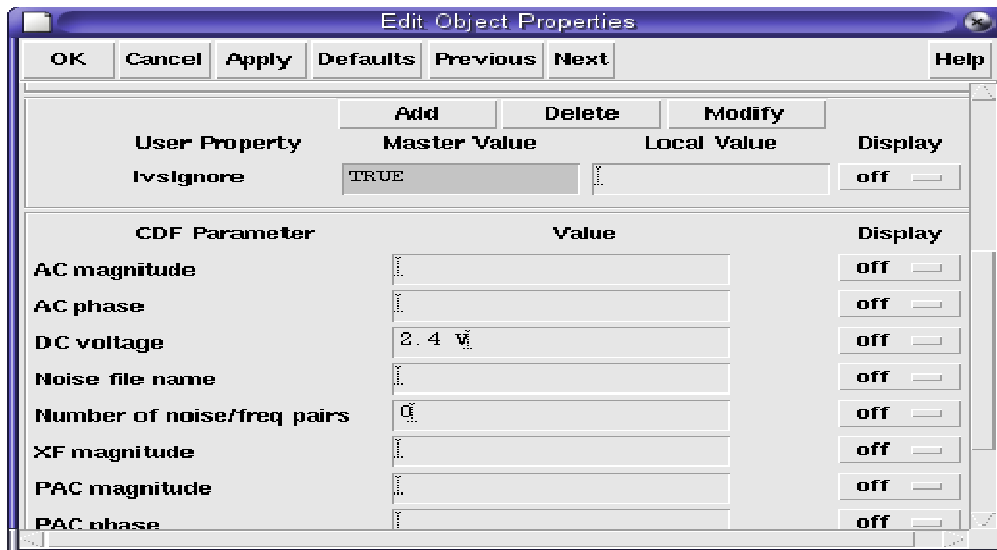 Edit Object Properties
OK Cancel Apply Defaults Previous Next Help
Add Delete Modify
User Property Master Value Local Value Display
lvsIgnore TRUE off
CDF Parameter Value Display
AC magnitude off
AC phase off
DC voltage 2.4 V off
Noise file name off
Number of noise/freq pairs 0 off
XF magnitude off
PAC magnitude off
PAC phase off